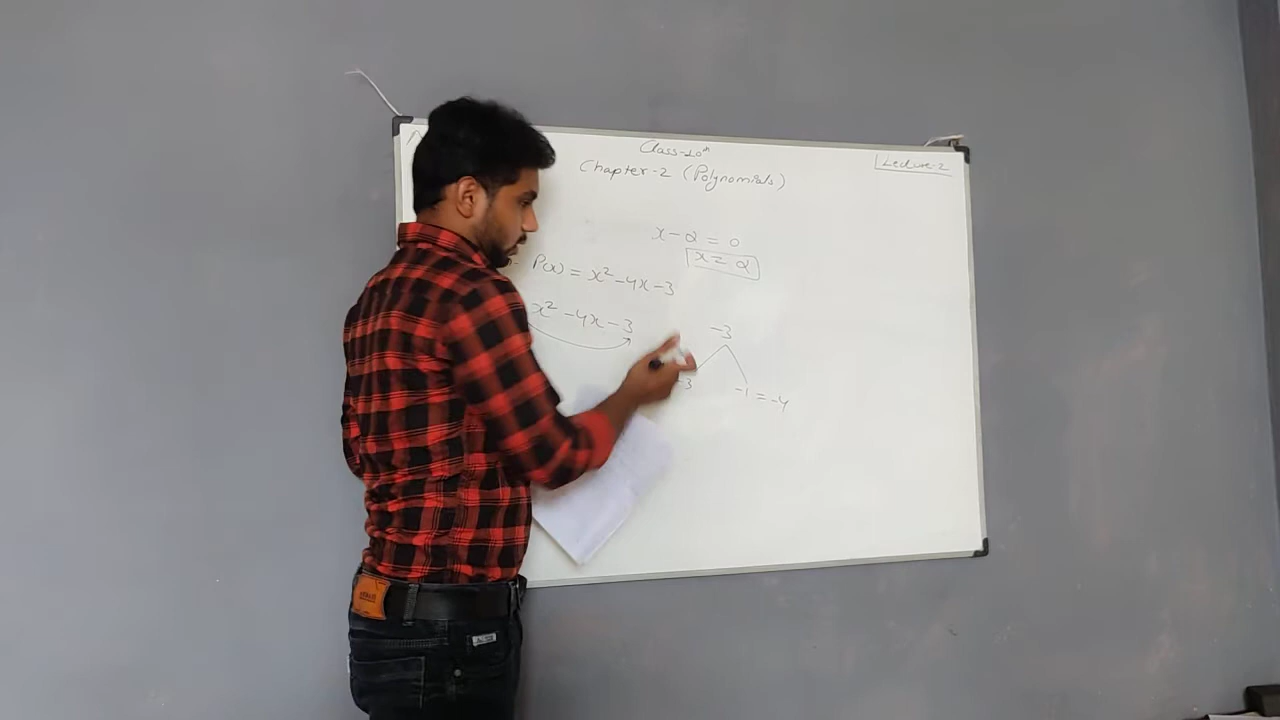 Class-10th
Chapter-2 (Polynomials)
Lecture-2
x-α = 0
x = α
P(x) = x²-4x-3
x²-4x-3
-3
-3
-1 = -4